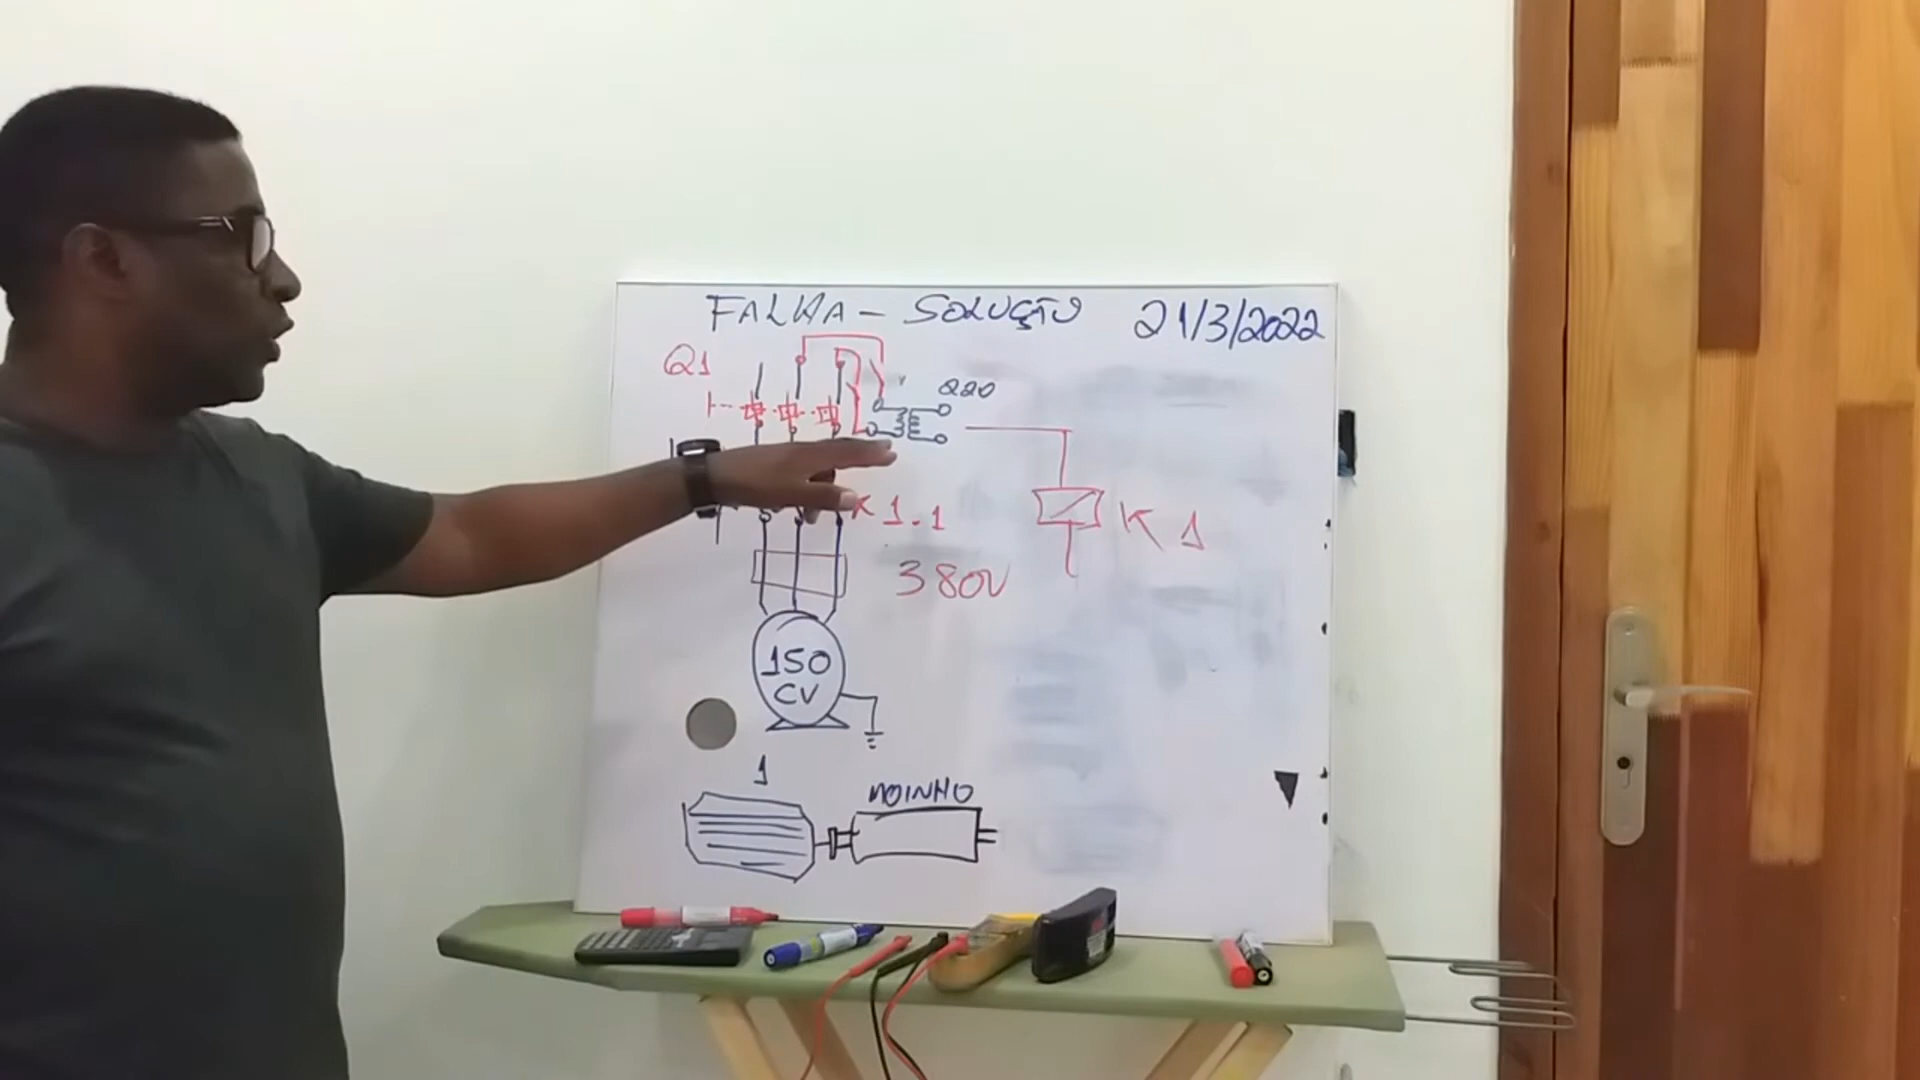 FALHA - SOLUÇÃO 21/3/2022
Q1
220
K 1.1
K 1
380V
150
CV
1
MOINHO